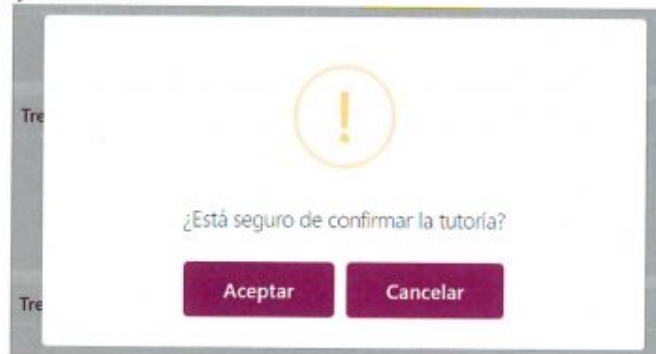 Tre
!
¿Está seguro de confirmar la tutoría?
Aceptar
Cancelar
Tre